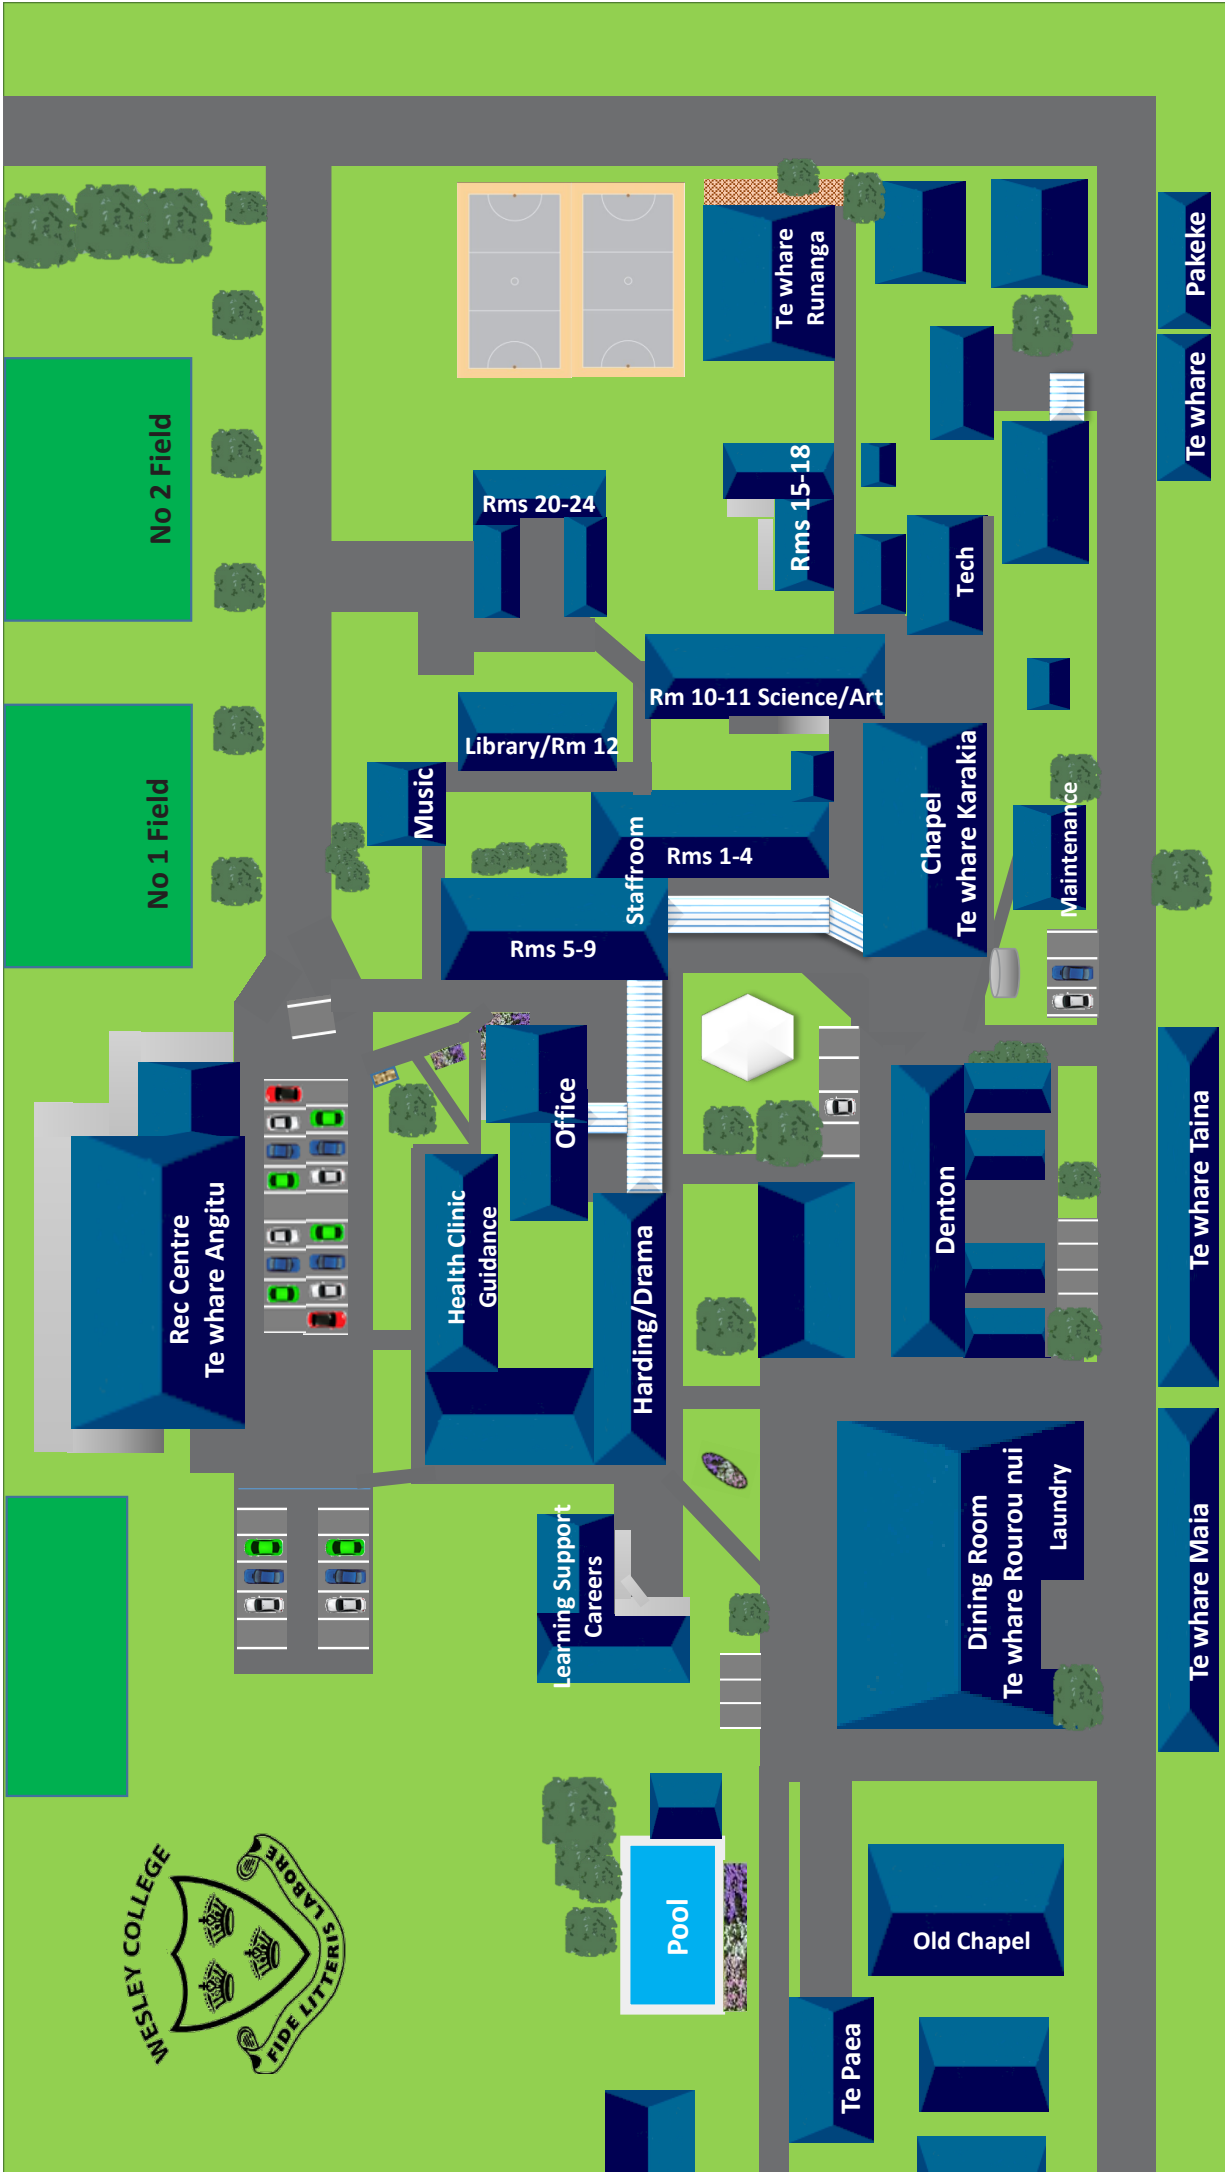 No 2 Field
No 1 Field
Te whare
Runanga
Pakeke
Te whare
Rms 20-24
Rms 15-18
Tech
Rm 10-11 Science/Art
Library/Rm 12
Music
Staffroom
Rms 1-4
Rms 5-9
Chapel
Te whare Karakia
Maintenance
Rec Centre
Te whare Angitu
Office
Health Clinic
Guidance
Harding/Drama
Denton
Te whare Taina
Learning Support
Careers
Dining Room
Te whare Rourou nui
Laundry
Te whare Maia
WESLEY COLLEGE
FIDE LITTERIS LABORE
Pool
Old Chapel
Te Paea